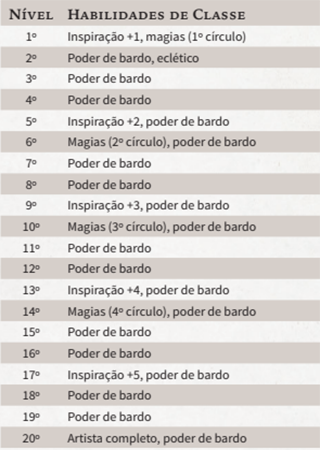 Nível Habilidades de Classe
1º Inspiração +1, magias (1º círculo)
2º Poder de bardo, eclético
3º Poder de bardo
4º Poder de bardo
5º Inspiração +2, poder de bardo
6º Magias (2º círculo), poder de bardo
7º Poder de bardo
8º Poder de bardo
9º Inspiração +3, poder de bardo
10º Magias (3º círculo), poder de bardo
11º Poder de bardo
12º Poder de bardo
13º Inspiração +4, poder de bardo
14º Magias (4º círculo), poder de bardo
15º Poder de bardo
16º Poder de bardo
17º Inspiração +5, poder de bardo
18º Poder de bardo
19º Poder de bardo
20º Artista completo, poder de bardo